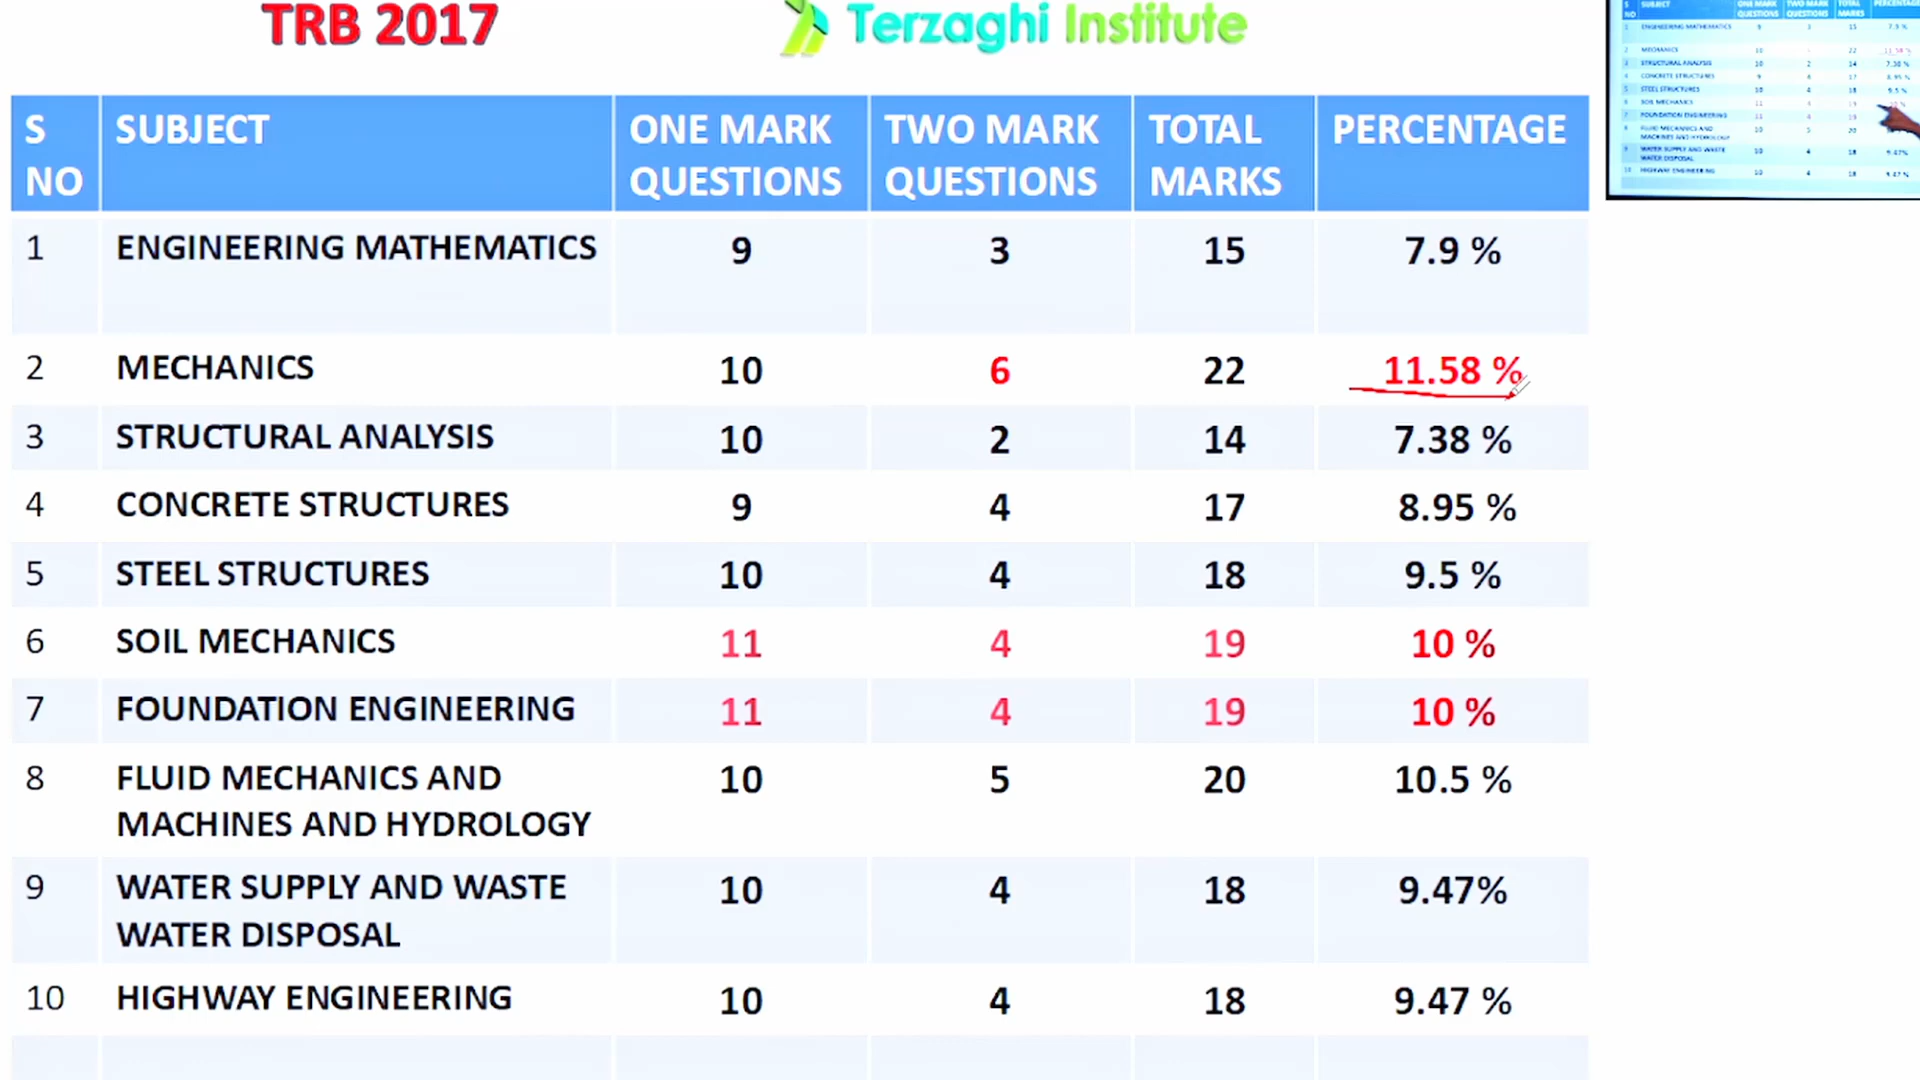 TRB 2017
Terzaghi Institute
S NO SUBJECT ONE MARK QUESTIONS TWO MARK QUESTIONS TOTAL MARKS PERCENTAGE
1 ENGINEERING MATHEMATICS 9 3 15 7.9 %
2 MECHANICS 10 6 22 11.58 %
3 STRUCTURAL ANALYSIS 10 2 14 7.38 %
4 CONCRETE STRUCTURES 9 4 17 8.95 %
5 STEEL STRUCTURES 10 4 18 9.5 %
6 SOIL MECHANICS 11 4 19 10 %
7 FOUNDATION ENGINEERING 11 4 19 10 %
8 FLUID MECHANICS AND MACHINES AND HYDROLOGY 10 5 20 10.5 %
9 WATER SUPPLY AND WASTE WATER DISPOSAL 10 4 18 9.47%
10 HIGHWAY ENGINEERING 10 4 18 9.47 %